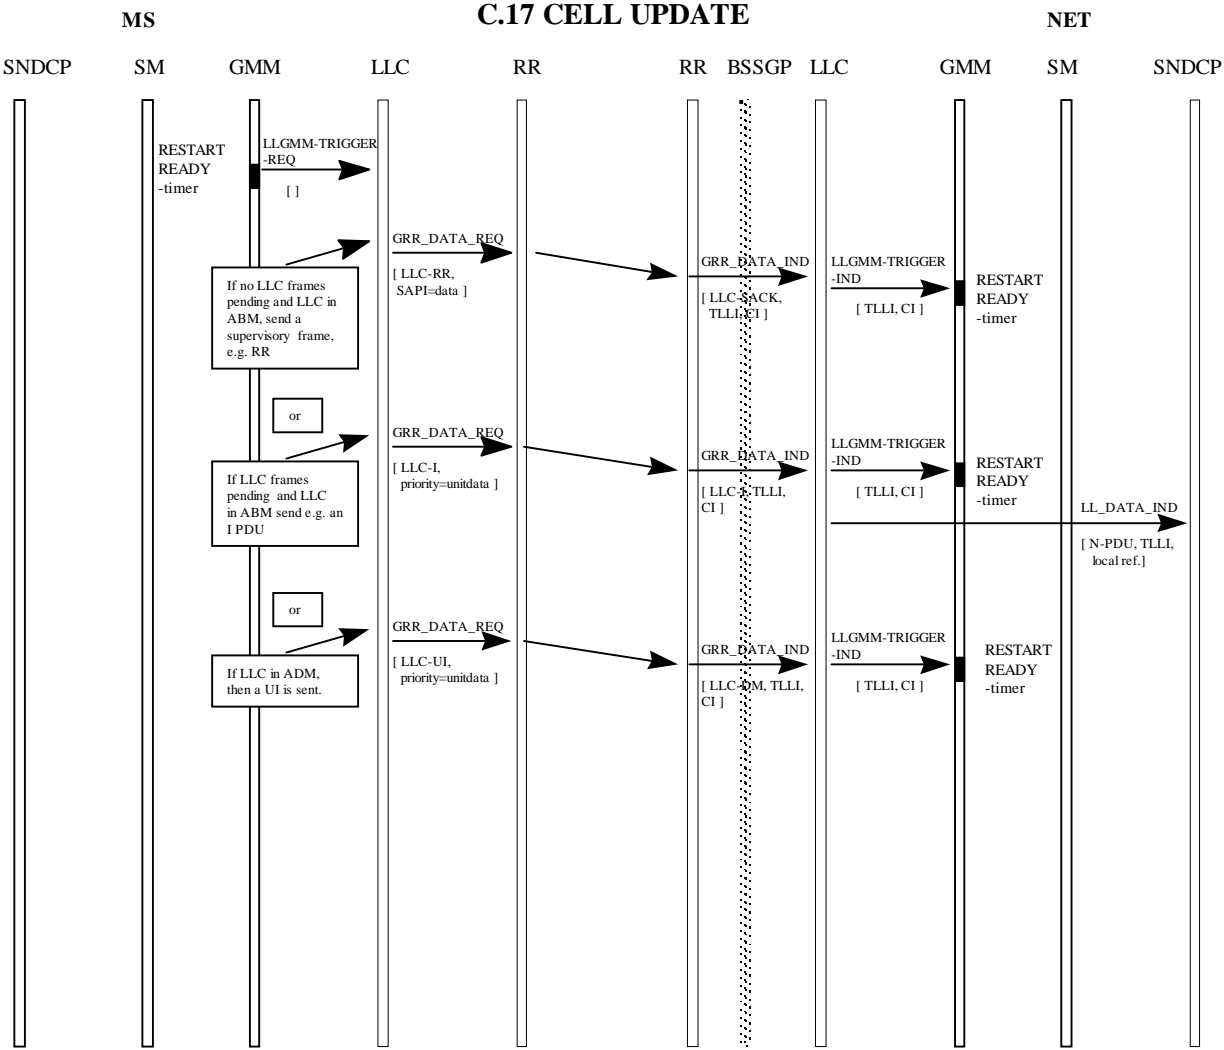 C.17 CELL UPDATE
MS
NET
SNDCP SM GMM LLC RR RR BSSGP LLC GMM SM SNDCP
RESTART
READY
-timer
LLGMM-TRIGGER
-REQ
[ ]
GRR_DATA_REQ
[ LLC-RR,
SAPI=data ]
GRR_DATA_IND
[ LLC-SACK,
TLLI, CI ]
LLGMM-TRIGGER
-IND
[ TLLI, CI ]
RESTART
READY
-timer
If no LLC frames
pending and LLC in
ABM, send a
supervisory frame,
e.g. RR
or
GRR_DATA_REQ
[ LLC-I,
priority=unitdata ]
GRR_DATA_IND
[ LLC-I, TLLI,
CI ]
LLGMM-TRIGGER
-IND
[ TLLI, CI ]
RESTART
READY
-timer
If LLC frames
pending and LLC
in ABM send e.g. an
I PDU
LL_DATA_IND
[ N-PDU, TLLI,
local ref.]
or
GRR_DATA_REQ
[ LLC-UI,
priority=unitdata ]
GRR_DATA_IND
[ LLC-DM, TLLI,
CI ]
LLGMM-TRIGGER
-IND
[ TLLI, CI ]
RESTART
READY
-timer
If LLC in ADM,
then a UI is sent.